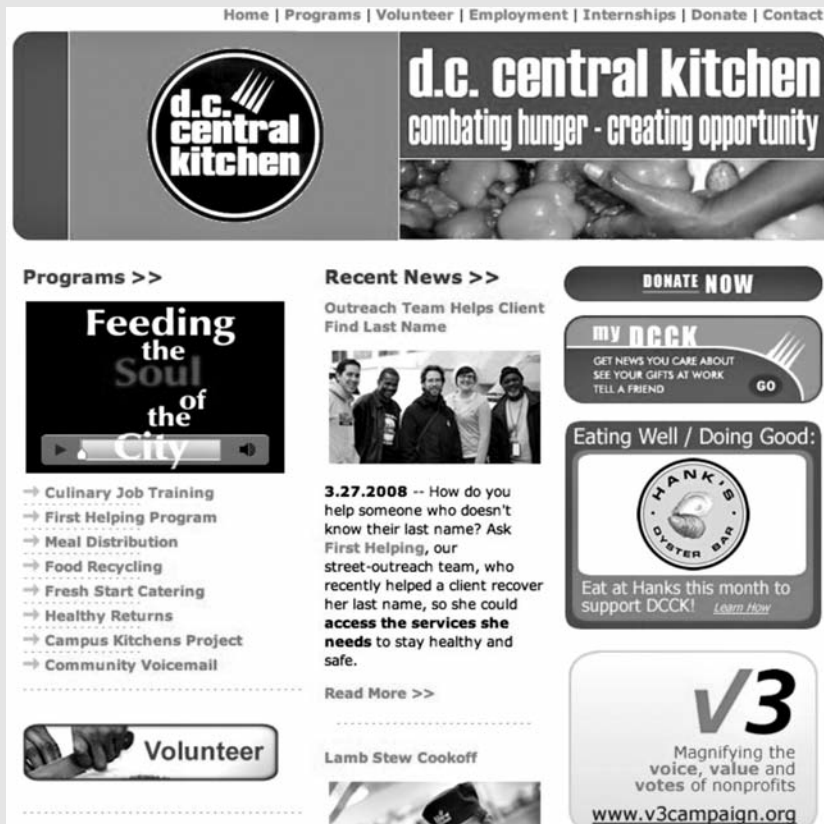 Home | Programs | Volunteer | Employment | Internships | Donate | Contact
d.c.
central
kitchen
d.c. central kitchen
combating hunger - creating opportunity
Programs >>
Feeding
the
Soul
of
the
City
Culinary Job Training
First Helping Program
Meal Distribution
Food Recycling
Fresh Start Catering
Healthy Returns
Campus Kitchens Project
Community Voicemail
Volunteer
Recent News >>
Outreach Team Helps Client
Find Last Name
3.27.2008 -- How do you
help someone who doesn't
know their last name? Ask
First Helping, our
street-outreach team, who
recently helped a client recover
her last name, so she could
access the services she
needs to stay healthy and
safe.
Read More >>
Lamb Stew Cookoff
DONATE NOW
my DCCK
GET NEWS YOU CARE ABOUT
SEE YOUR GIFTS AT WORK
TELL A FRIEND
GO
Eating Well / Doing Good:
HANK'S
OYSTER BAR
Eat at Hanks this month to
support DCCK! Learn How
V3
Magnifying the
voice, value and
votes of nonprofits
www.v3campaign.org